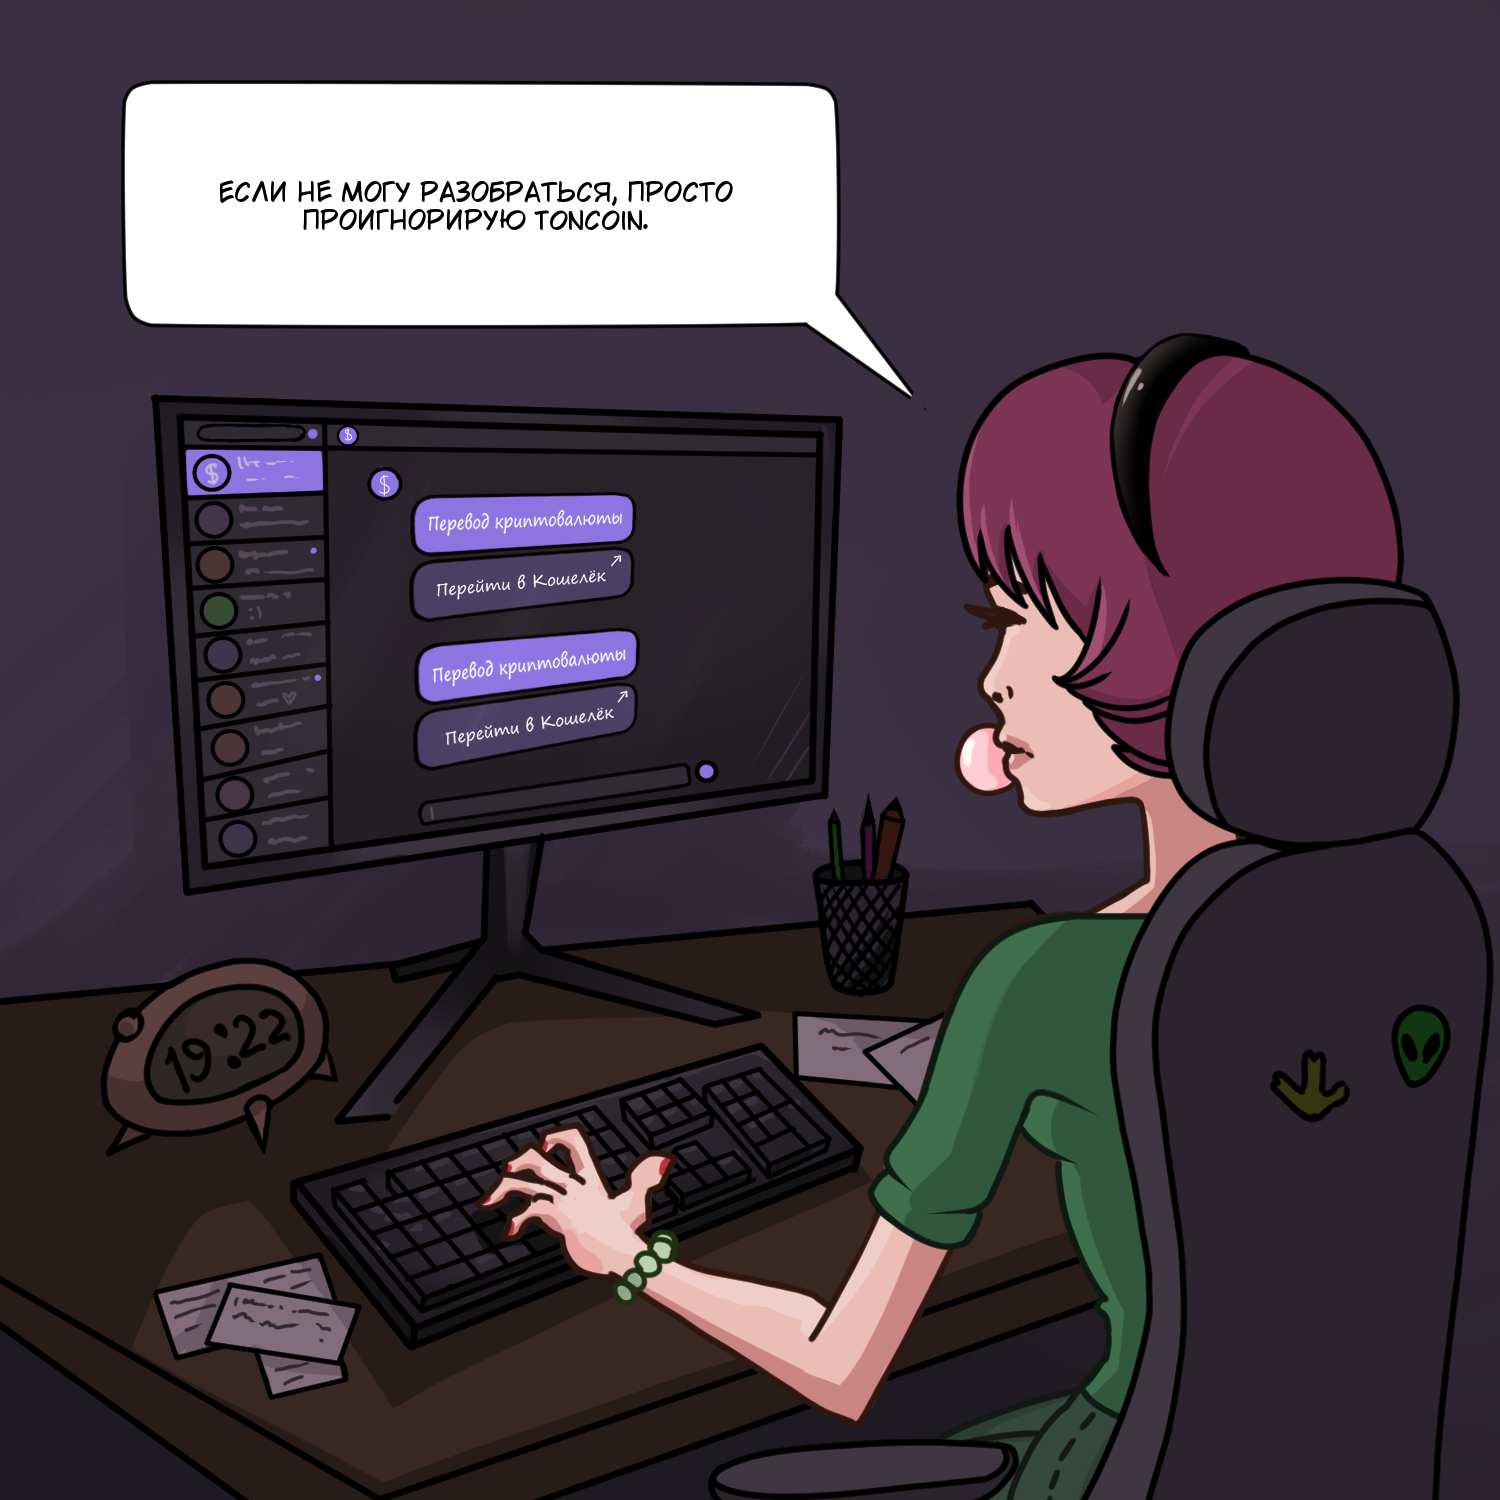 ЕСЛИ НЕ МОГУ РАЗОБРАТЬСЯ, ПРОСТО
ПРОИГНОРИРУЮ TONCOIN.
$
$
$
Перевод криптовалюты
Перейти в Кошелёк
:)
Перевод криптовалюты
Перейти в Кошелёк
19:22